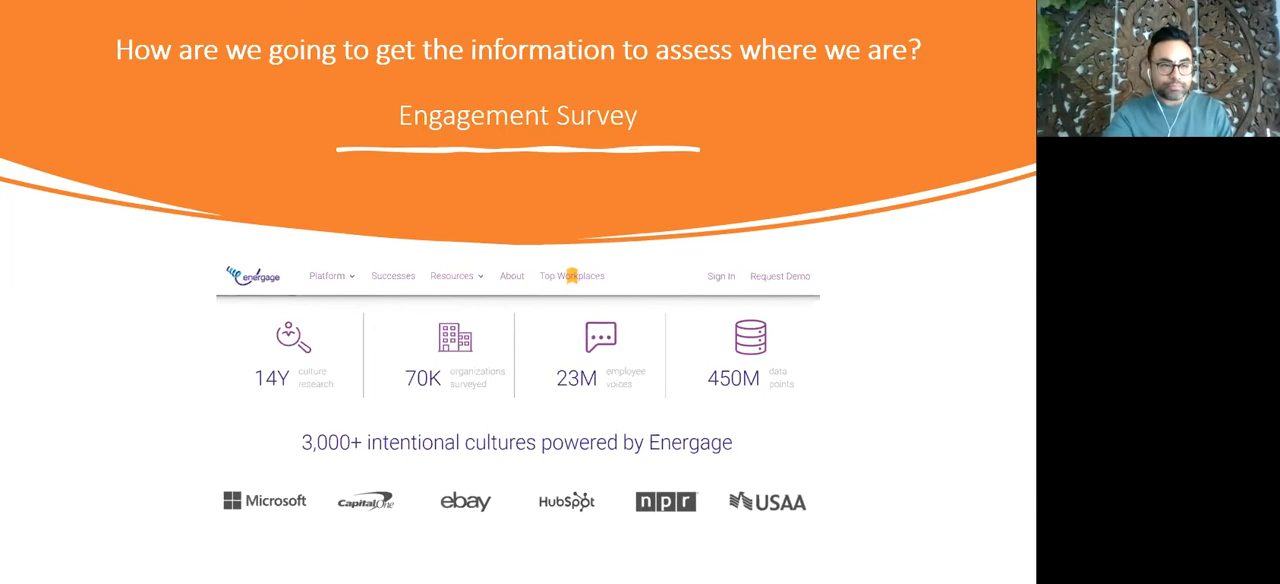 How are we going to get the information to assess where we are?
Engagement Survey
energage Platform Successes Resources About Top Workplaces Sign In Request Demo
14Y culture research
70K organizations surveyed
23M employee voices
450M data points
3,000+ intentional cultures powered by Energage
Microsoft CapitalOne ebay HubSpot npr USAA